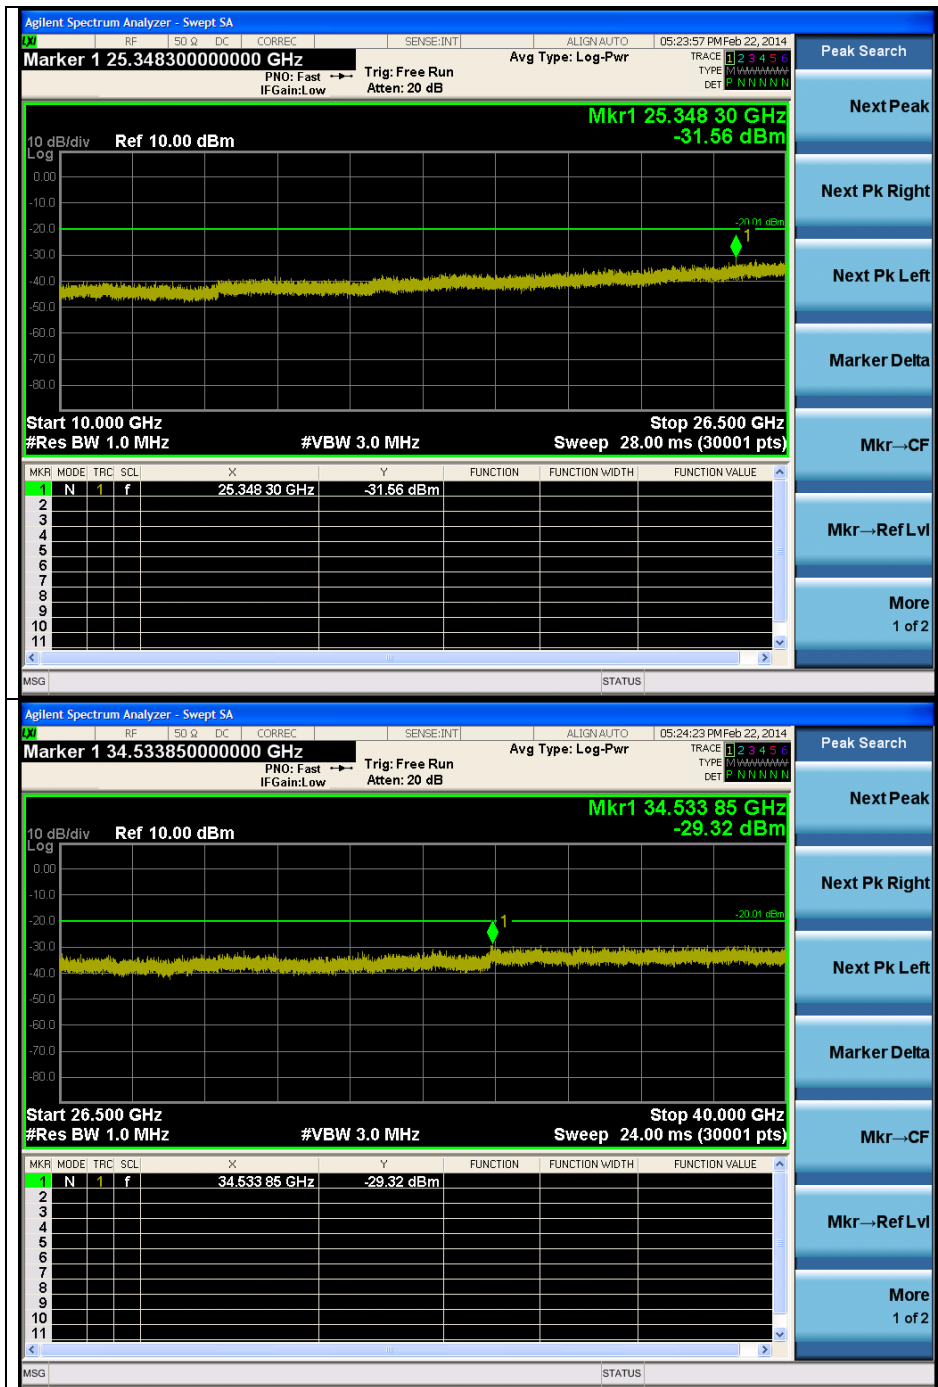 Agilent Spectrum Analyzer - Swept SA
LXI RF 50 Ω DC CORREC SENSE:INT ALIGN AUTO 05:23:57 PM Feb 22, 2014
Marker 1 25.348300000000 GHz
PNO: Fast
IFGain:Low
Trig: Free Run
Atten: 20 dB
Avg Type: Log-Pwr
TRACE 1 2 3 4 5 6
TYPE M WWWWW
DET P N N N N N
Peak Search
Next Peak
Next Pk Right
Next Pk Left
Marker Delta
Mkr→CF
Mkr→Ref Lvl
More
1 of 2
Mkr1 25.348 30 GHz
-31.56 dBm
10 dB/div Ref 10.00 dBm
Log
0.00
-10.0
-20.0
-30.0
-40.0
-50.0
-60.0
-70.0
-80.0
-20.01 dBm
1
Start 10.000 GHz Stop 26.500 GHz
#Res BW 1.0 MHz #VBW 3.0 MHz Sweep 28.00 ms (30001 pts)
MKR MODE TRC SCL X Y FUNCTION FUNCTION WIDTH FUNCTION VALUE
1 N 1 f 25.348 30 GHz -31.56 dBm
2
3
4
5
6
7
8
9
10
11
MSG STATUS
Agilent Spectrum Analyzer - Swept SA
LXI RF 50 Ω DC CORREC SENSE:INT ALIGN AUTO 05:24:23 PM Feb 22, 2014
Marker 1 34.533850000000 GHz
PNO: Fast
IFGain:Low
Trig: Free Run
Atten: 20 dB
Avg Type: Log-Pwr
TRACE 1 2 3 4 5 6
TYPE M WWWWW
DET P N N N N N
Peak Search
Next Peak
Next Pk Right
Next Pk Left
Marker Delta
Mkr→CF
Mkr→Ref Lvl
More
1 of 2
Mkr1 34.533 85 GHz
-29.32 dBm
10 dB/div Ref 10.00 dBm
Log
0.00
-10.0
-20.0
-30.0
-40.0
-50.0
-60.0
-70.0
-80.0
-20.01 dBm
1
Start 26.500 GHz Stop 40.000 GHz
#Res BW 1.0 MHz #VBW 3.0 MHz Sweep 24.00 ms (30001 pts)
MKR MODE TRC SCL X Y FUNCTION FUNCTION WIDTH FUNCTION VALUE
1 N 1 f 34.533 85 GHz -29.32 dBm
2
3
4
5
6
7
8
9
10
11
MSG STATUS